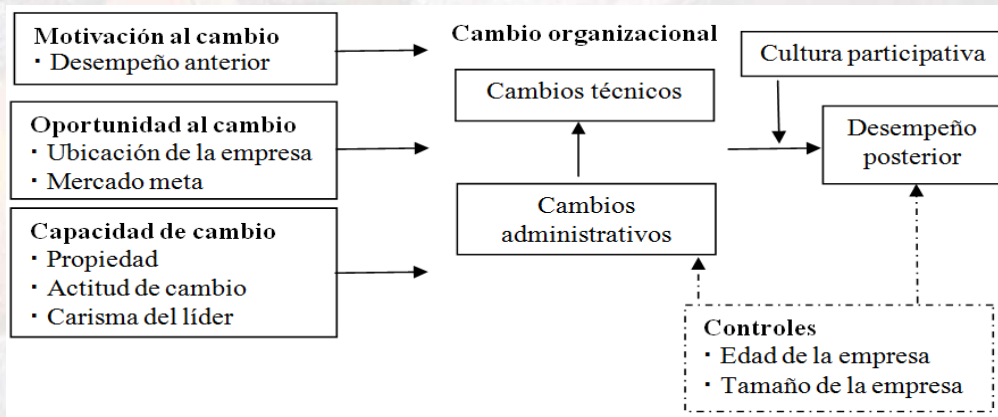 Motivación al cambio
· Desempeño anterior
Oportunidad al cambio
· Ubicación de la empresa
· Mercado meta
Capacidad de cambio
· Propiedad
· Actitud de cambio
· Carisma del líder
Cambio organizacional
Cambios técnicos
Cambios
administrativos
Cultura participativa
Desempeño
posterior
Controles
· Edad de la empresa
· Tamaño de la empresa